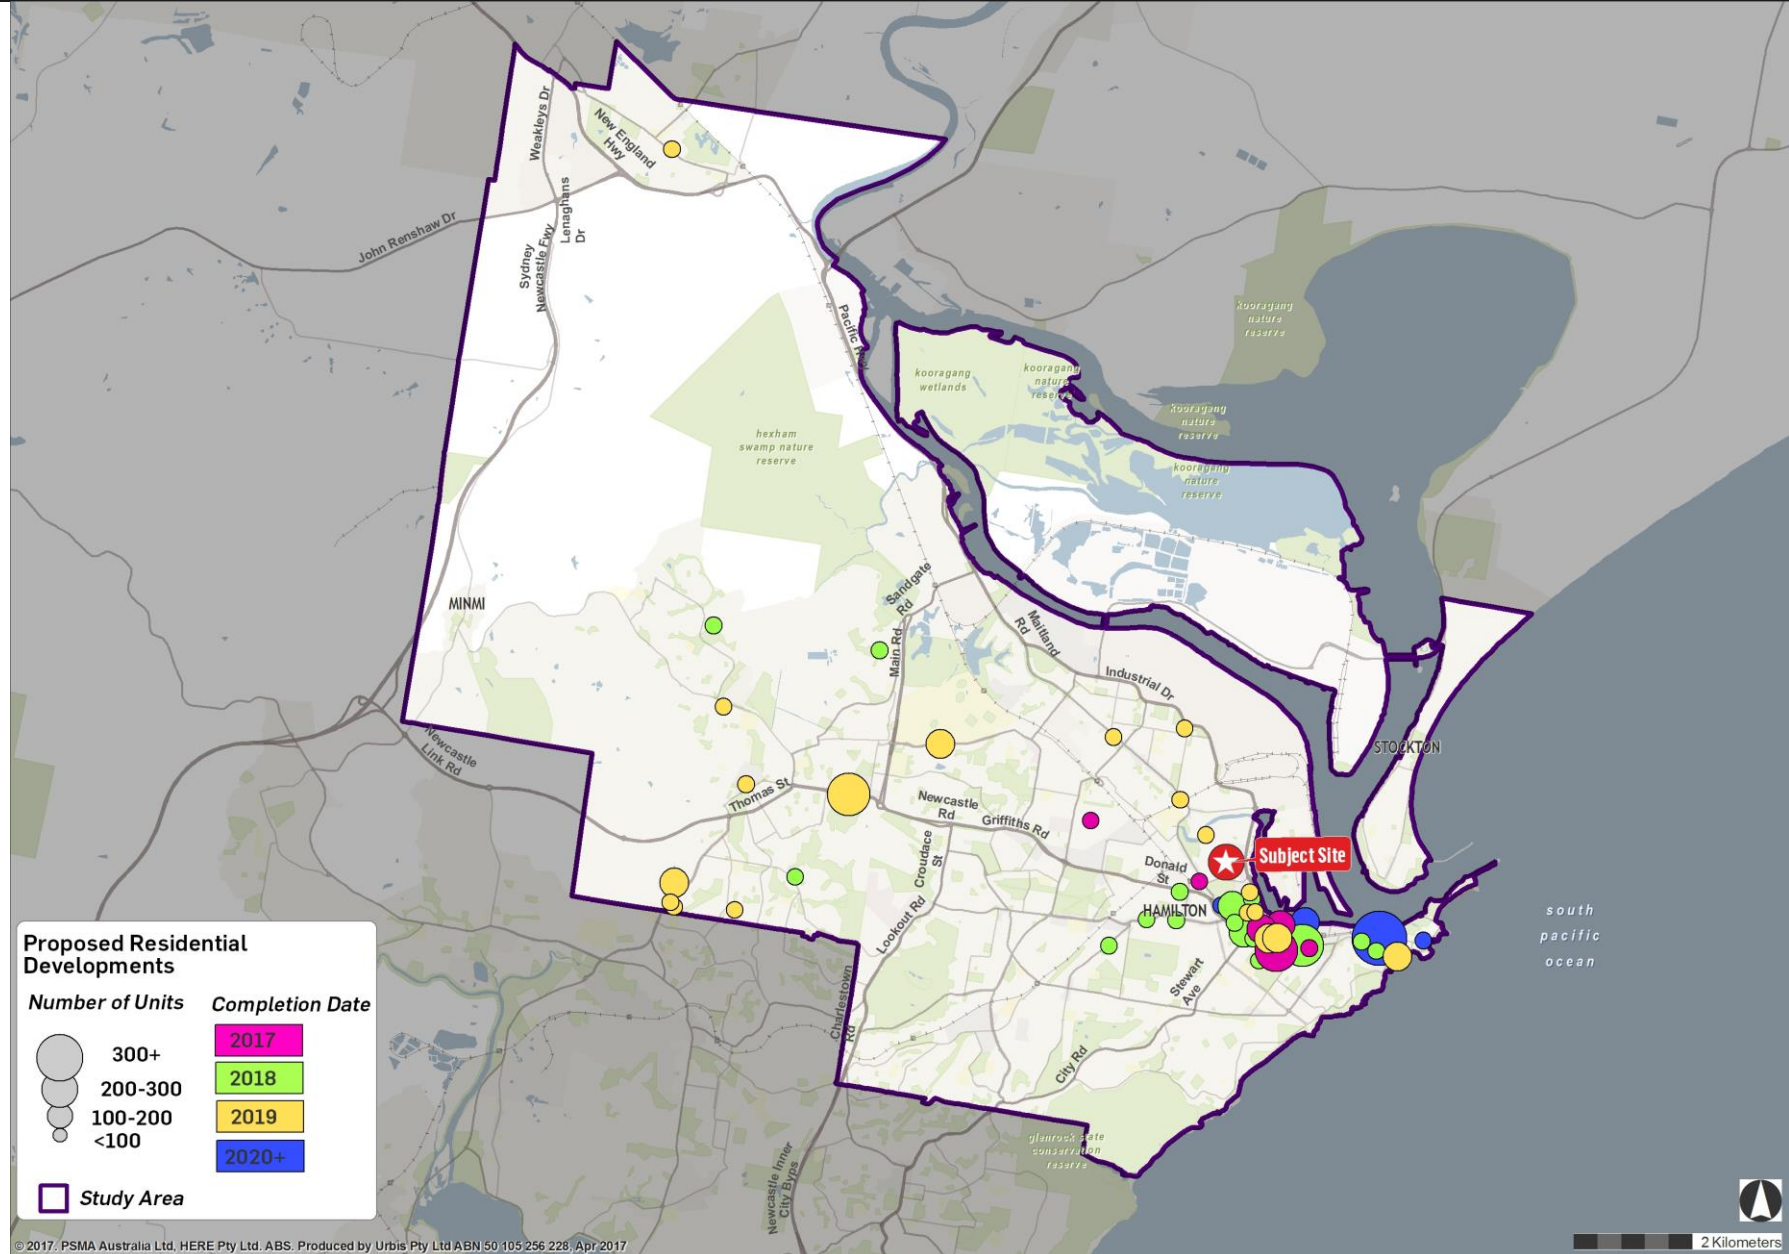 Weakleys Dr
New England
Hwy
John Renshaw Dr
Lenaghans
Dr
Sydney
Newcastle Fwy
Pacific Hwy
kooragang
nature
reserve
kooragang
wetlands
kooragang
nature
reserve
kooragang
nature
reserve
kooragang
nature
reserve
hexham
swamp nature
reserve
MINMI
Sandgate
Rd
Main Rd
Maitland
Rd
Industrial Dr
STOCKTON
Newcastle
Link Rd
Thomas St
Newcastle
Rd
Griffiths Rd
Croudace
St
Donald
St
Subject Site
HAMILTON
Lookout Rd
Stewart
Ave
south
pacific
ocean
Charlestown
Rd
City Rd
glenrock state
conservation
reserve
Newcastle Inner
City Byps
Proposed Residential
Developments
Number of Units
Completion Date
300+
200-300
100-200
<100
2017
2018
2019
2020+
Study Area
© 2017. PSMA Australia Ltd, HERE Pty Ltd. ABS. Produced by Urbis Pty Ltd ABN 50 105 256 228, Apr 2017
2 Kilometers